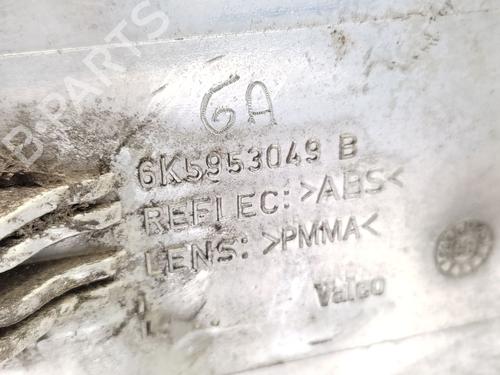 B-PARTS
GA
6K5953049 B
REFLEC: >ABS<
LENS: >PMMA<
Valeo